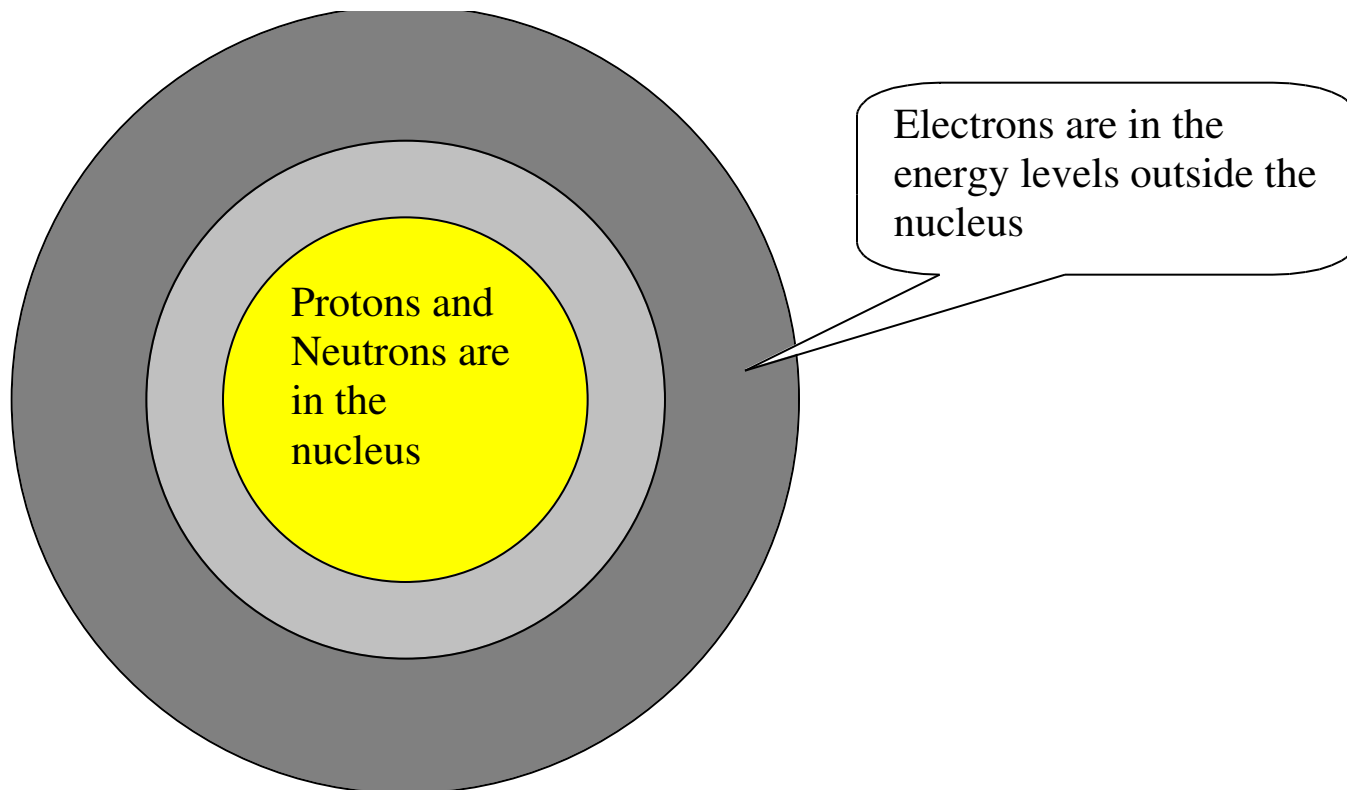 Electrons are in the
energy levels outside the
nucleus
Protons and
Neutrons are
in the
nucleus